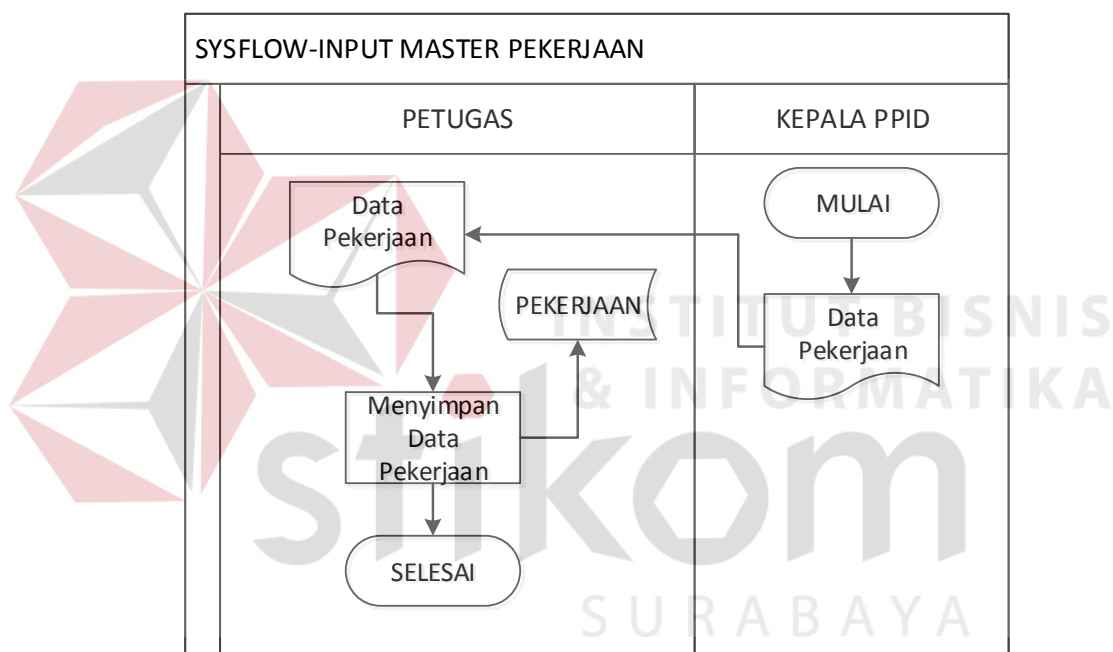 SYSFLOW-INPUT MASTER PEKERJAAN
PETUGAS
KEPALA PPID
MULAI
Data
Pekerjaan
Data
Pekerjaan
PEKERJAAN
Menyimpan
Data
Pekerjaan
SELESAI
INSTITUT BISNIS
& INFORMATIKA
stikom
SURABAYA